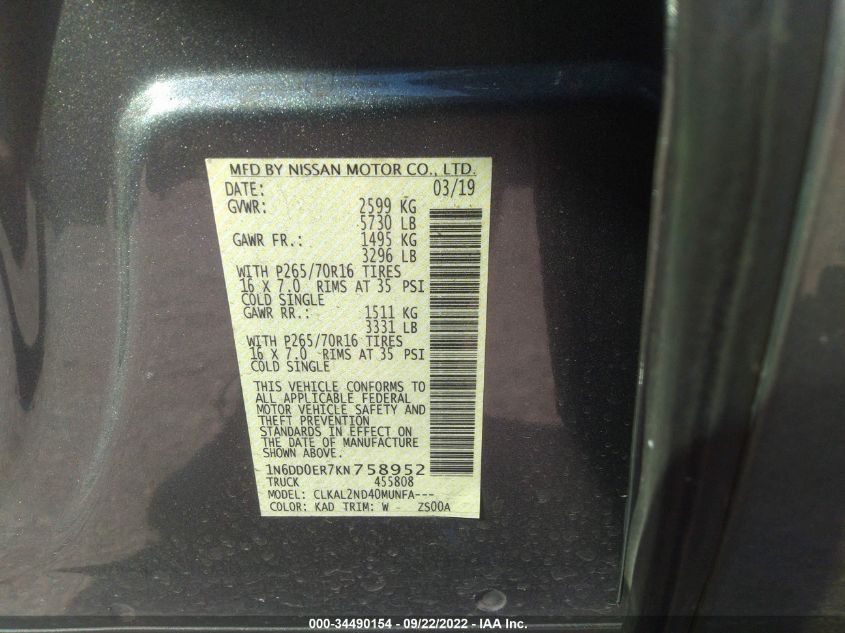 MFD BY NISSAN MOTOR CO., LTD.
DATE: 03/19
GVWR: 2599 KG
5730 LB
GAWR FR.: 1495 KG
3296 LB
WITH P265/70R16 TIRES
16 X 7.0 RIMS AT 35 PSI
COLD SINGLE
GAWR RR.: 1511 KG
3331 LB
WITH P265/70R16 TIRES
16 X 7.0 RIMS AT 35 PSI
COLD SINGLE
THIS VEHICLE CONFORMS TO
ALL APPLICABLE FEDERAL
MOTOR VEHICLE SAFETY AND
THEFT PREVENTION
STANDARDS IN EFFECT ON
THE DATE OF MANUFACTURE
SHOWN ABOVE.
1N6DD0ER7KN758952
TRUCK 455808
MODEL: CLKAL2ND40MUNFA---
COLOR: KAD TRIM: W - ZS00A
000-34490154 - 09/22/2022 - IAA Inc.